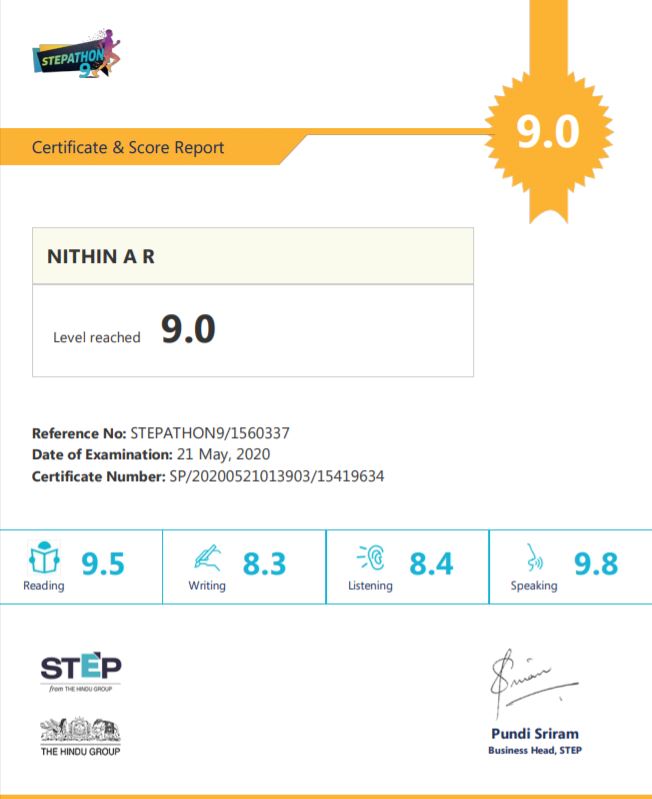 STEPATHON
9
9.0
Certificate & Score Report
NITHIN A R
Level reached 9.0
Reference No: STEPATHON9/1560337
Date of Examination: 21 May, 2020
Certificate Number: SP/20200521013903/15419634
Reading 9.5
Writing 8.3
Listening 8.4
Speaking 9.8
STEP
from THE HINDU GROUP
THE HINDU GROUP
Pundi Sriram
Business Head, STEP